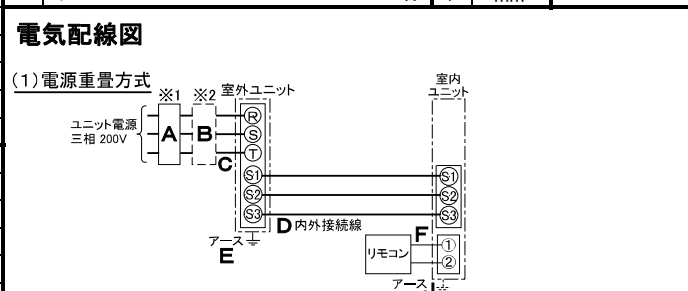 mm
電気配線図
(1)電源重畳方式
※1 ※2 室外ユニット
室内
ユニット
ユニット電源
三相 200V
A B
C
R
S
T
S1
S2
S3
S1
S2
S3
D 内外接続線
アース
E
リモコン
F
①
②
アース